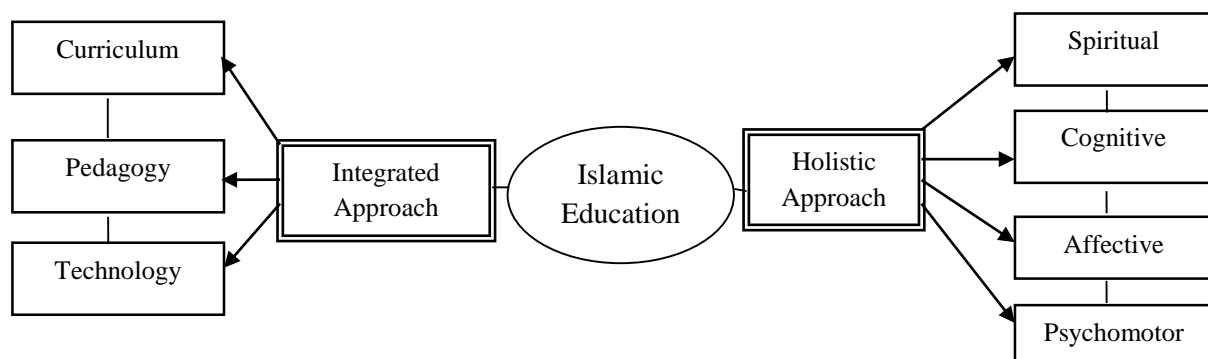 Curriculum
Pedagogy
Technology
Integrated
Approach
Islamic
Education
Holistic
Approach
Spiritual
Cognitive
Affective
Psychomotor